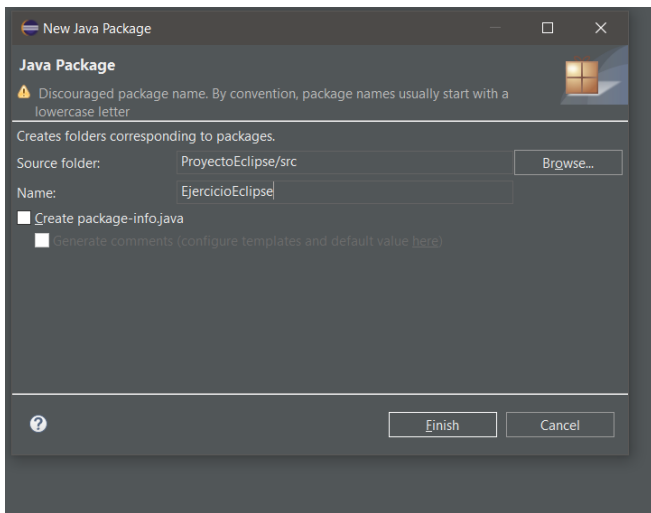 New Java Package
Java Package
Discouraged package name. By convention, package names usually start with a
lowercase letter
Creates folders corresponding to packages.
Source folder: ProyectoEclipse/src Browse...
Name: EjercicioEclipse
Create package-info.java
Generate comments (configure templates and default value here)
? Finish Cancel